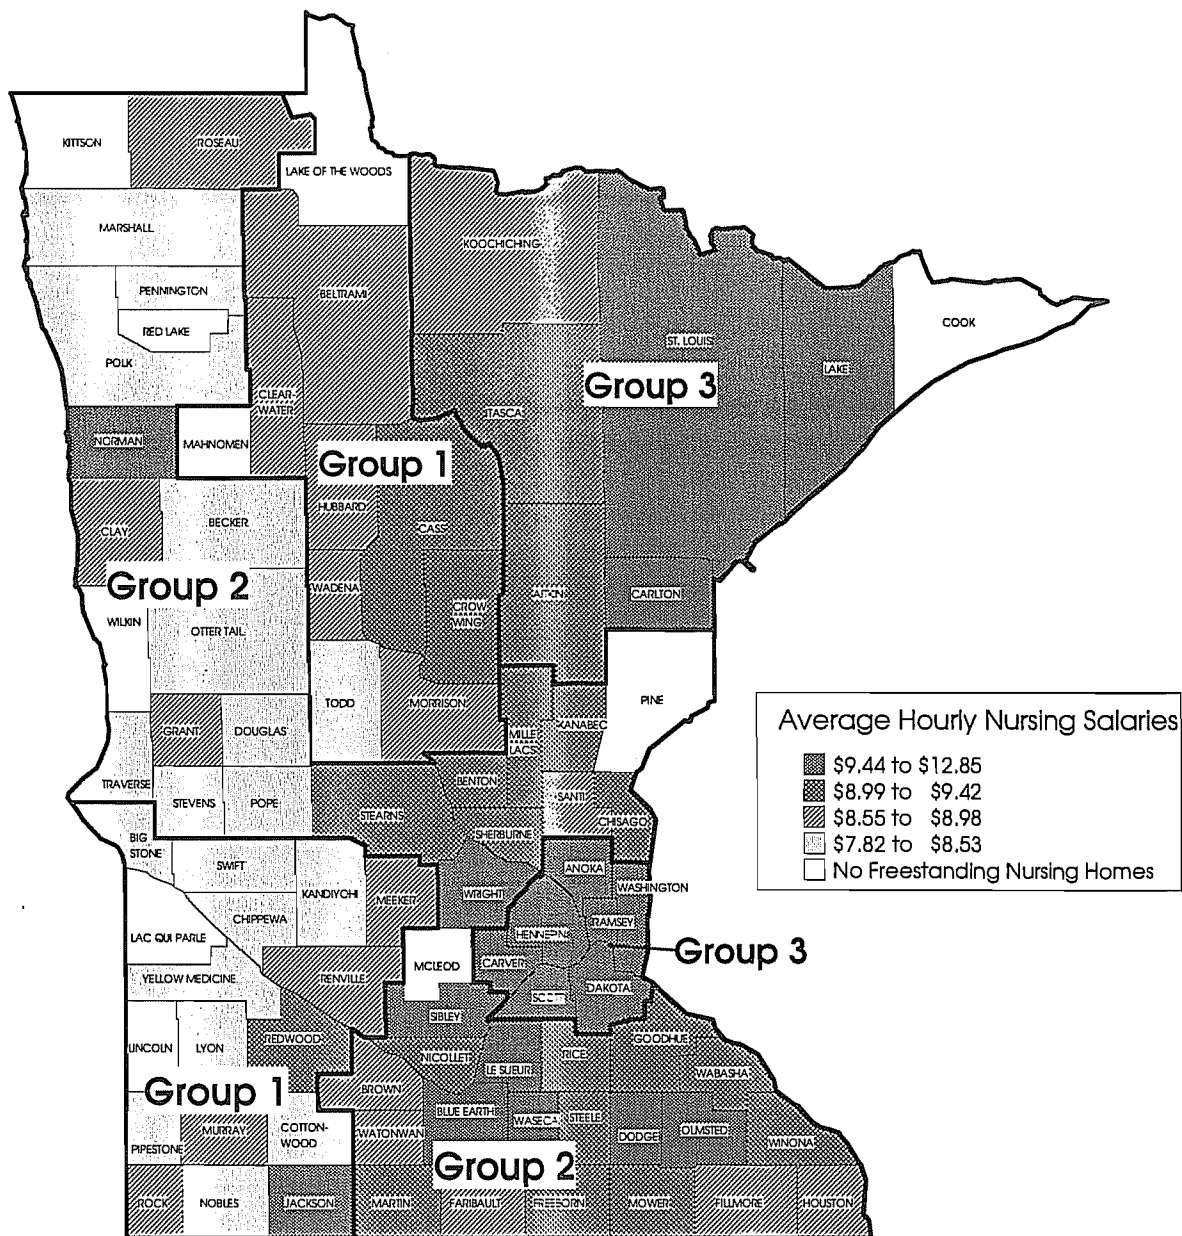 KITTSON
ROSEAU
LAKE OF THE WOODS
MARSHALL
KOOCHICHING
PENNINGTON
BELTRAMI
RED LAKE
COOK
ST. LOUIS
POLK
LAKE
Group 3
CLEAR-
WATER
ITASCA
NORMAN
MAHNOMEN
Group 1
HUBBARD
BECKER
CASS
CLAY
Group 2
WADENA
AITKIN
CARLTON
CROW
WING
WILKIN
OTTER TAIL
TODD
MORRISON
PINE
GRANT
DOUGLAS
MILLE
LACS
KANABEC
Average Hourly Nursing Salaries
$9.44 to $12.85
$8.99 to $9.42
$8.55 to $8.98
$7.82 to $8.53
No Freestanding Nursing Homes
TRAVERSE
STEVENS
POPE
BENTON
SANTI
STEARNS
CHISAGO
SHERBURNE
BIG
STONE
SWIFT
ANOKA
KANDIYOHI
MEEKER
WRIGHT
WASHINGTON
CHIPPEWA
RAMSEY
LAC QUI PARLE
HENNEPIN
Group 3
MCLEOD
CARVER
YELLOW MEDICINE
RENVILLE
SCOTT
DAKOTA
SIBLEY
REDWOOD
GOODHUE
LINCOLN
LYON
NICOLLET
RICE
LE SUEUR
WABASHA
Group 1
BROWN
BLUE EARTH
WASECA
STEELE
MURRAY
COTTON-
WOOD
WATONWAN
DODGE
OLMSTED
WINONA
PIPESTONE
Group 2
ROCK
NOBLES
JACKSON
MARTIN
FARIBAULT
FREEBORN
MOWER
FILLMORE
HOUSTON